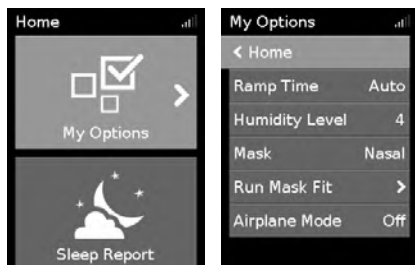 Home
My Options
Sleep Report
My Options
< Home
Ramp Time Auto
Humidity Level 4
Mask Nasal
Run Mask Fit >
Airplane Mode Off